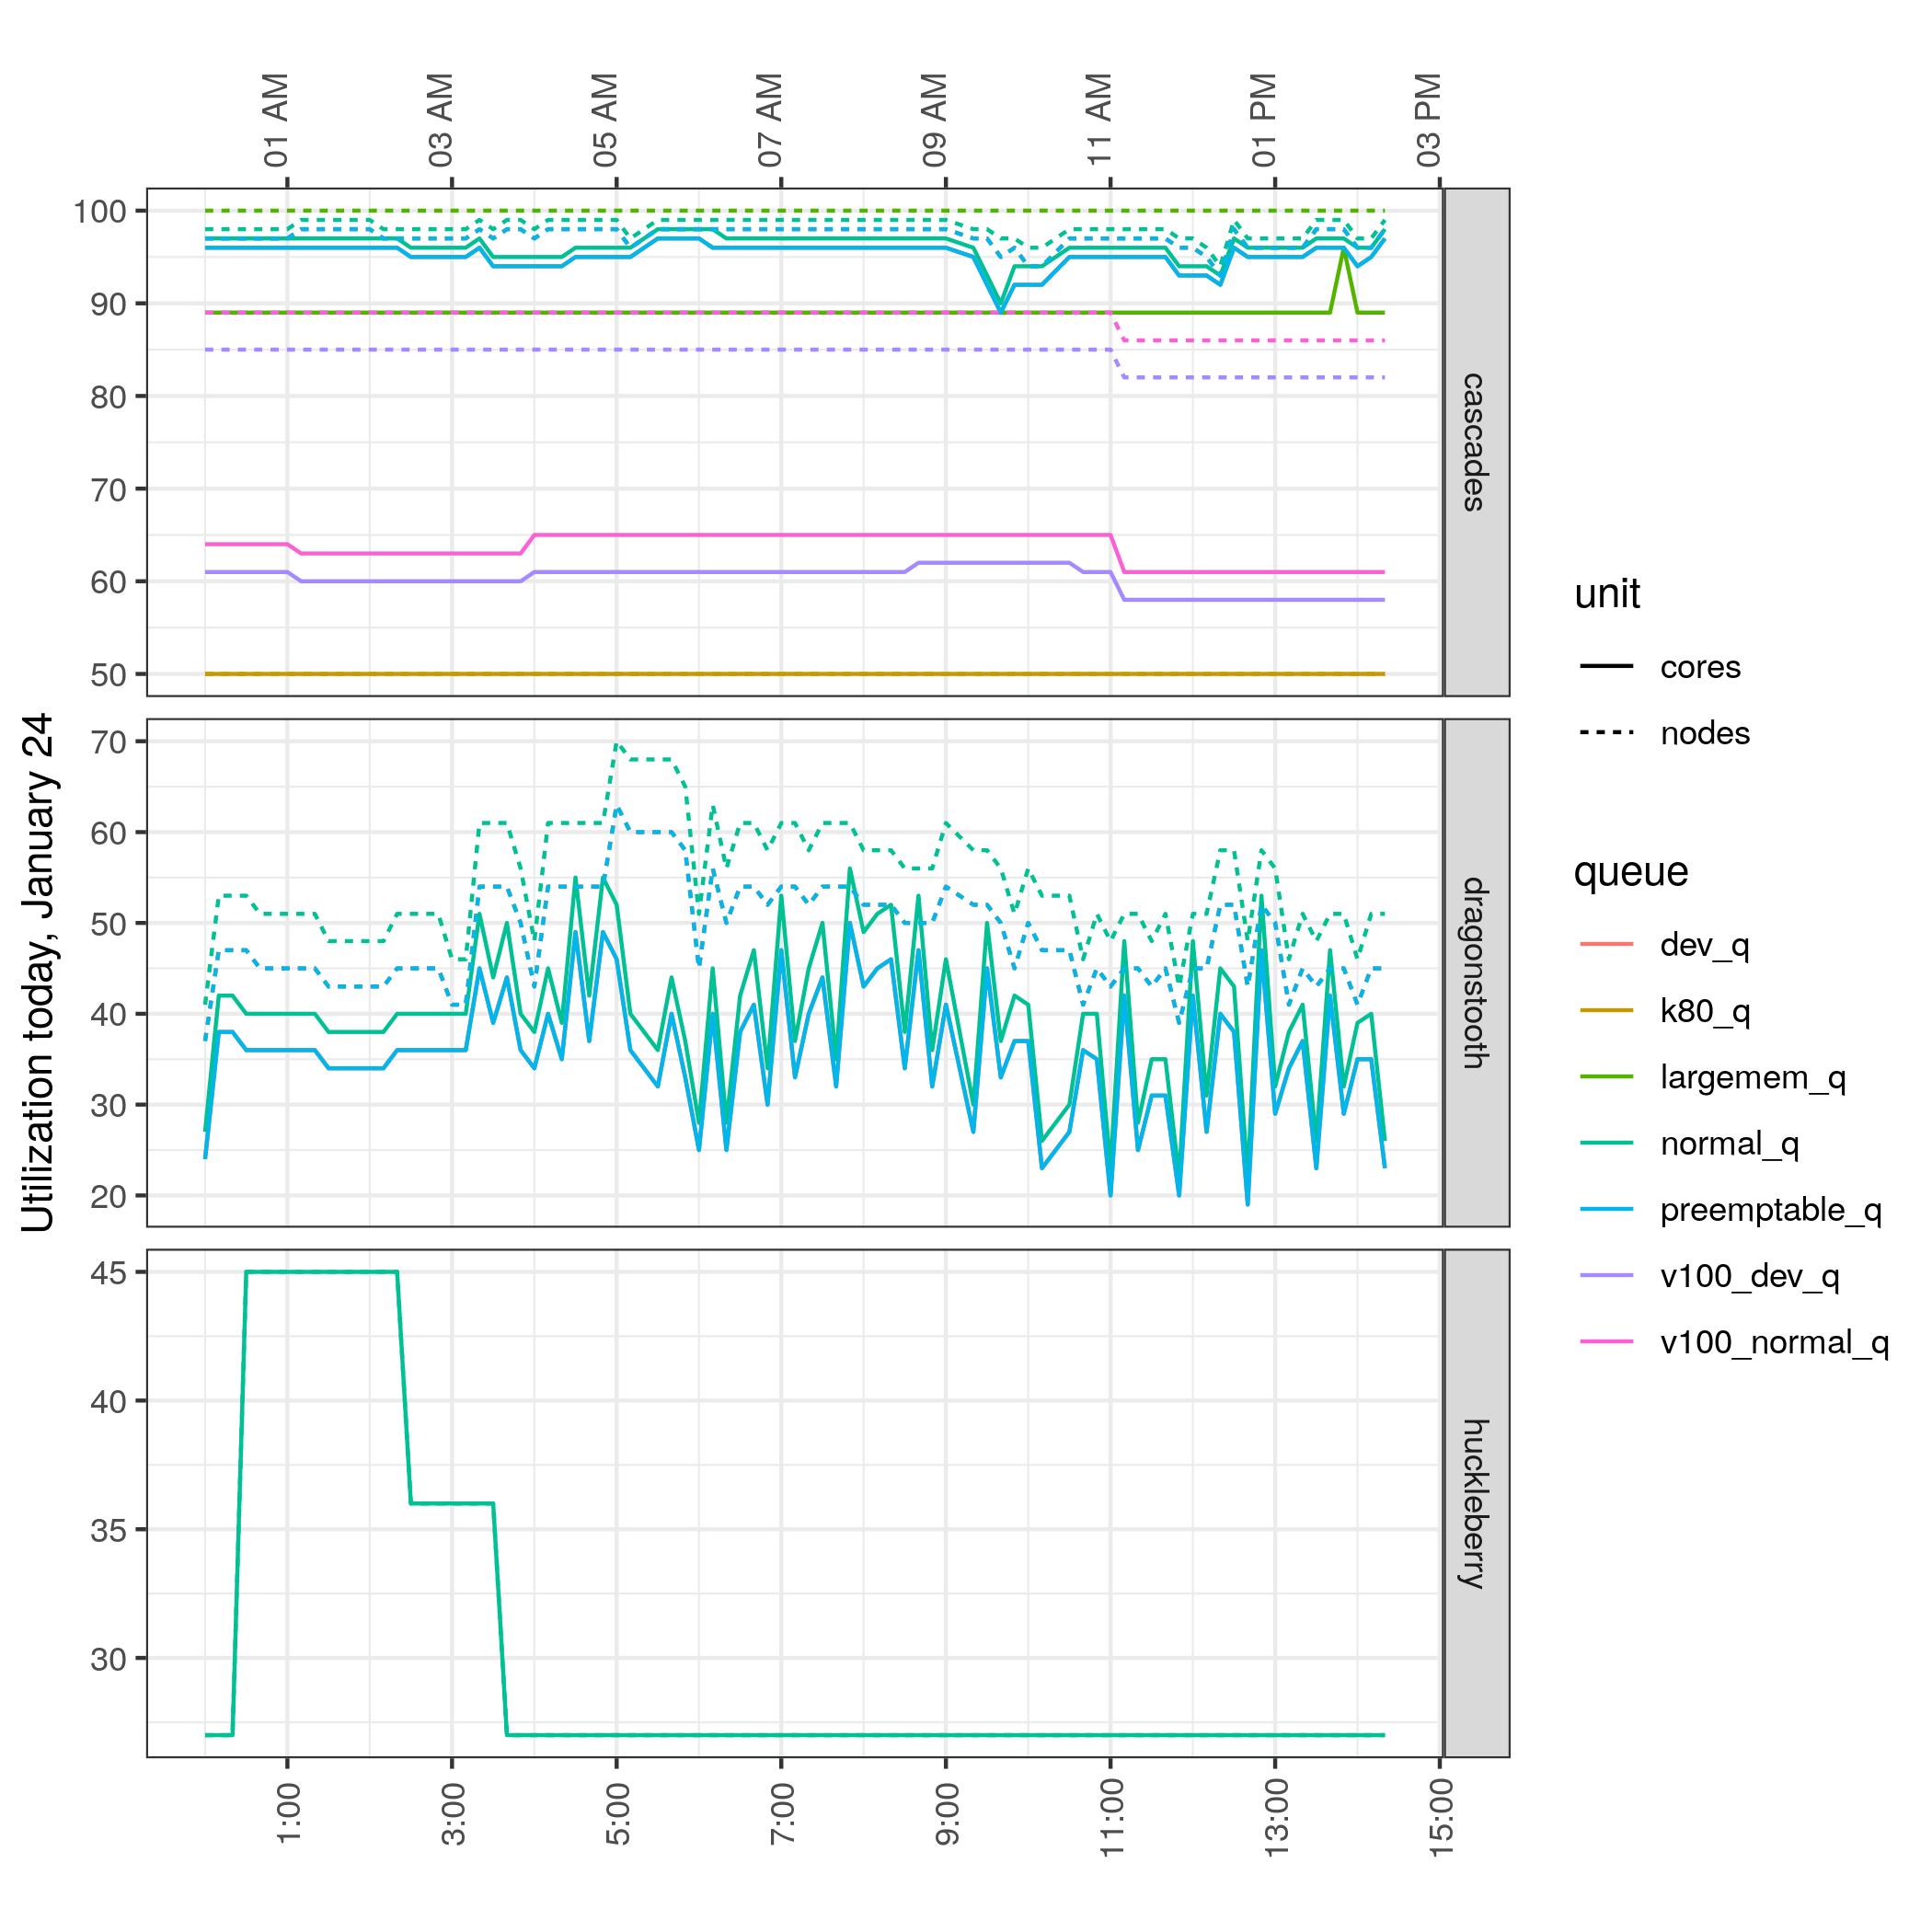 01 AM
03 AM
05 AM
07 AM
09 AM
11 AM
01 PM
03 PM
100
90
80
70
60
50
cascades
70
60
50
40
30
20
dragonstooth
45
40
35
30
huckleberry
1:00
3:00
5:00
7:00
9:00
11:00
13:00
15:00
Utilization today, January 24
unit
cores
nodes
queue
dev_q
k80_q
largemem_q
normal_q
preemptable_q
v100_dev_q
v100_normal_q